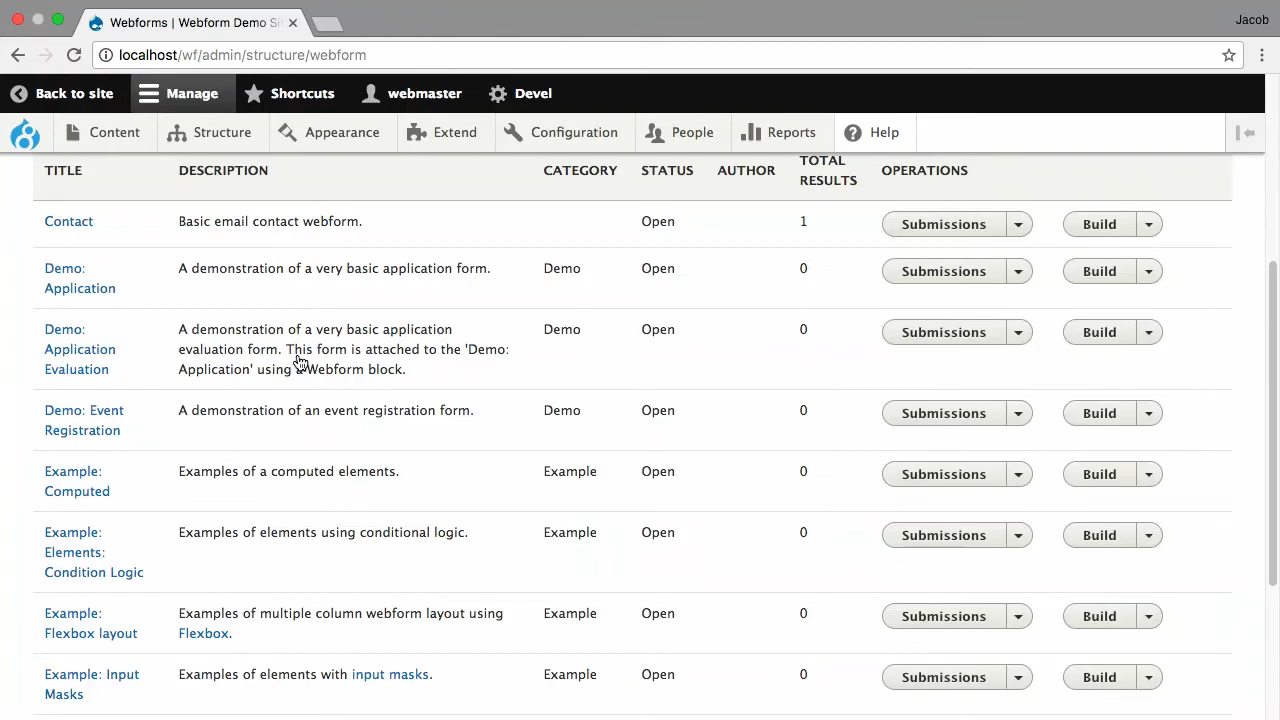 Webforms | Webform Demo Si
Jacob
localhost/wf/admin/structure/webform
Back to site Manage Shortcuts webmaster Devel
Content Structure Appearance Extend Configuration People Reports Help
TITLE DESCRIPTION CATEGORY STATUS AUTHOR TOTAL RESULTS OPERATIONS
Contact Basic email contact webform. Open 1 Submissions Build
Demo: A demonstration of a very basic application form. Demo Open 0 Submissions Build
Application
Demo: A demonstration of a very basic application Demo Open 0 Submissions Build
Application evaluation form. This form is attached to the 'Demo:
Evaluation Application' using a Webform block.
Demo: Event A demonstration of an event registration form. Demo Open 0 Submissions Build
Registration
Example: Examples of a computed elements. Example Open 0 Submissions Build
Computed
Example: Examples of elements using conditional logic. Example Open 0 Submissions Build
Elements:
Condition Logic
Example: Examples of multiple column webform layout using Example Open 0 Submissions Build
Flexbox layout Flexbox.
Example: Input Examples of elements with input masks. Example Open 0 Submissions Build
Masks